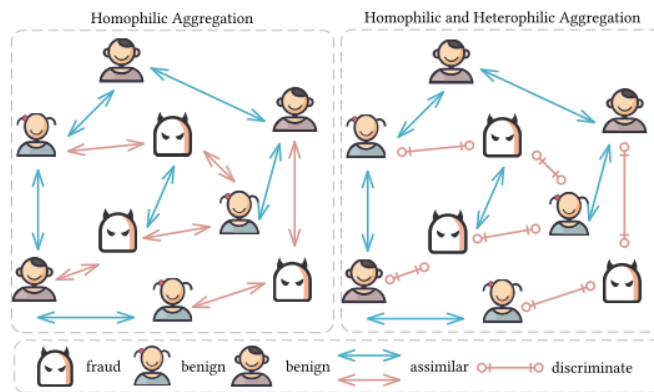 Homophilic Aggregation
Homophilic and Heterophilic Aggregation
fraud benign benign assimilar discriminate